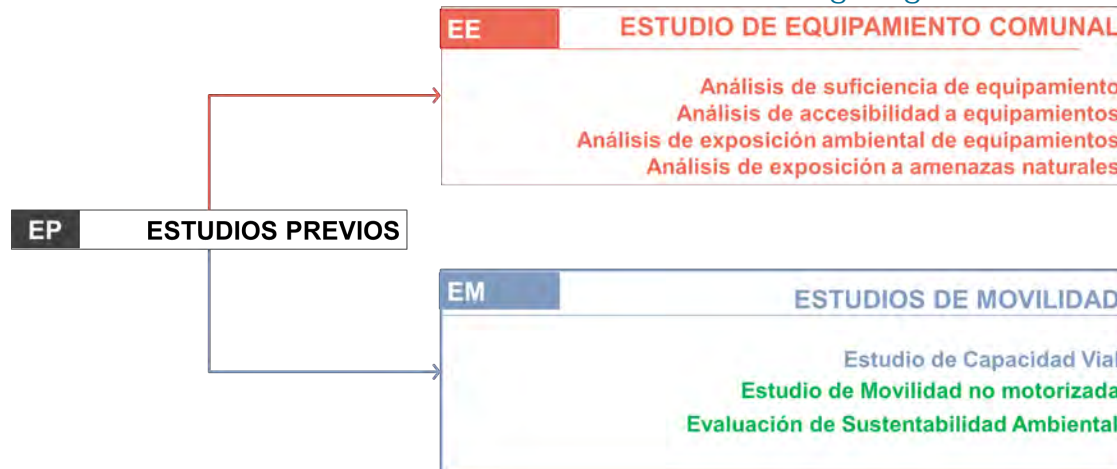 EE ESTUDIO DE EQUIPAMIENTO COMUNAL
Análisis de suficiencia de equipamiento
Análisis de accesibilidad a equipamientos
Análisis de exposición ambiental de equipamientos
Análisis de exposición a amenazas naturales
EP ESTUDIOS PREVIOS
EM ESTUDIOS DE MOVILIDAD
Estudio de Capacidad Vial
Estudio de Movilidad no motorizada
Evaluación de Sustentabilidad Ambiental